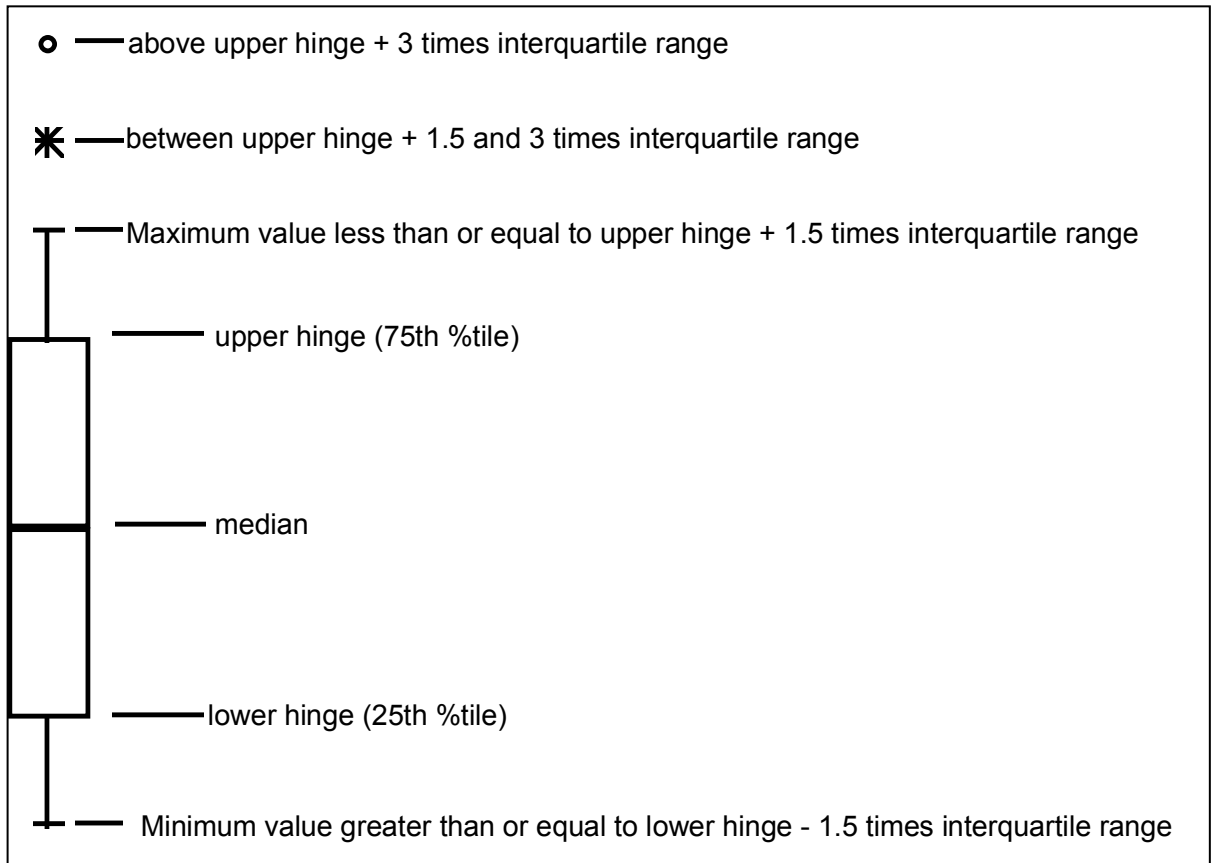 above upper hinge + 3 times interquartile range
between upper hinge + 1.5 and 3 times interquartile range
Maximum value less than or equal to upper hinge + 1.5 times interquartile range
upper hinge (75th %tile)
median
lower hinge (25th %tile)
Minimum value greater than or equal to lower hinge - 1.5 times interquartile range